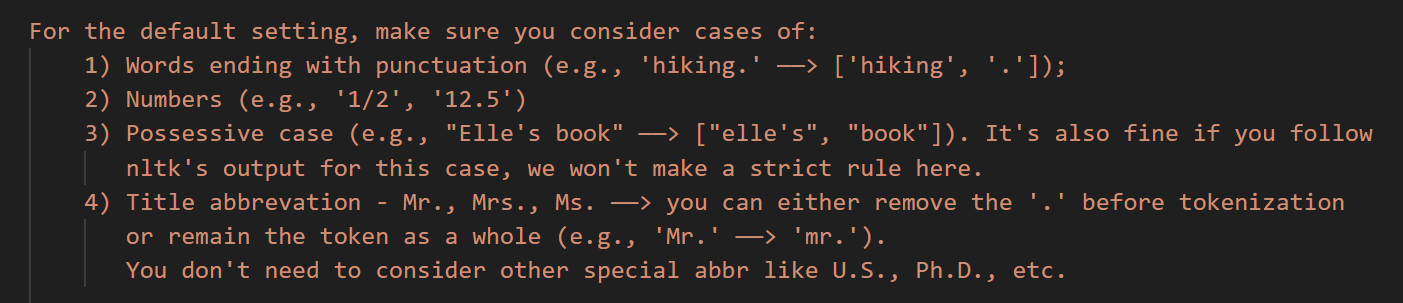 For the default setting, make sure you consider cases of:
1) Words ending with punctuation (e.g., 'hiking.' ——> ['hiking', '.']);
2) Numbers (e.g., '1/2', '12.5')
3) Possessive case (e.g., "Elle's book" ——> ["elle's", "book"]). It's also fine if you follow
nltk's output for this case, we won't make a strict rule here.
4) Title abbrevation - Mr., Mrs., Ms. ——> you can either remove the '.' before tokenization
or remain the token as a whole (e.g., 'Mr.' ——> 'mr.').
You don't need to consider other special abbr like U.S., Ph.D., etc.